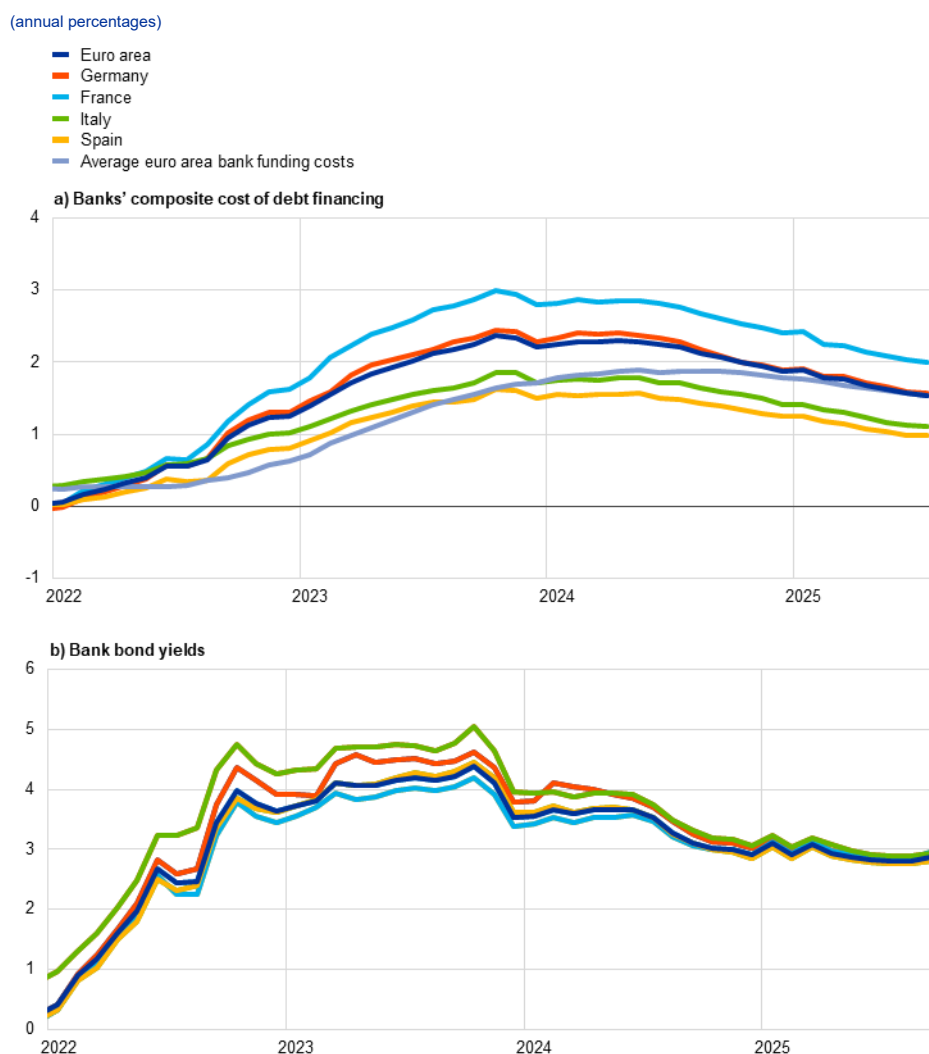 (annual percentages)
Euro area
Germany
France
Italy
Spain
Average euro area bank funding costs
a) Banks’ composite cost of debt financing
4
3
2
1
0
-1
2022 2023 2024 2025
b) Bank bond yields
6
5
4
3
2
1
0
2022 2023 2024 2025